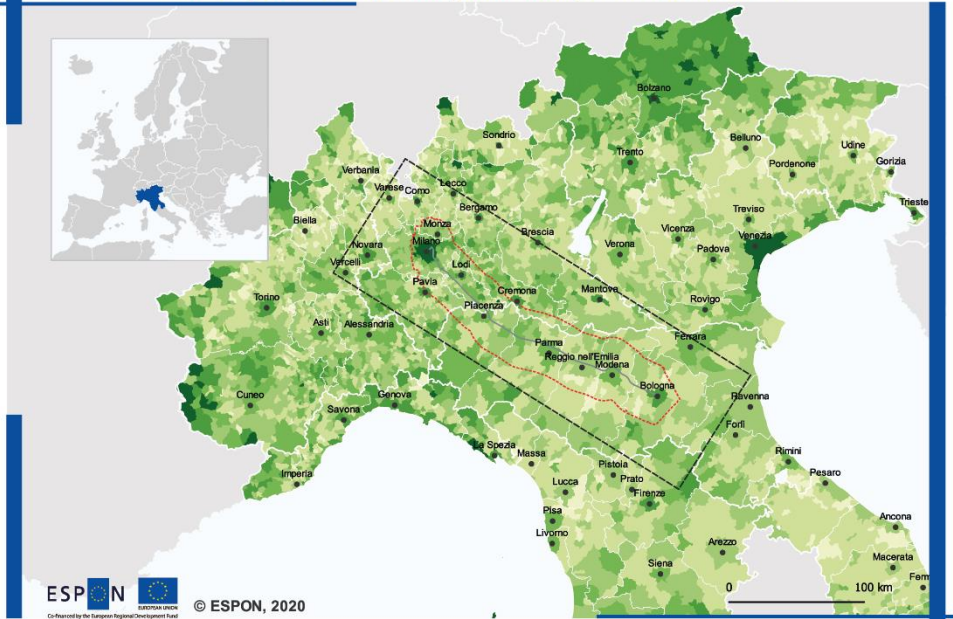 Bolzano
Sondrio
Trento
Belluno
Udine
Pordenone
Gorizia
Verbania
Lecco
Varese
Como
Bergamo
Treviso
Trieste
Biella
Monza
Brescia
Vicenza
Venezia
Novara
Milano
Verona
Padova
Vercelli
Lodi
Pavia
Cremona
Mantova
Torino
Piacenza
Rovigo
Asti
Alessandria
Parma
Ferrara
Reggio nell'Emilia
Modena
Bologna
Cuneo
Genova
Ravenna
Savona
Forlì
La Spezia
Massa
Rimini
Imperia
Pistoia
Pesaro
Lucca
Prato
Firenze
Pisa
Ancona
Livorno
Arezzo
Macerata
Siena
Ferm
0 100 km
ESPON
EUROPEAN UNION
Co-financed by the European Regional Development Fund
© ESPON, 2020